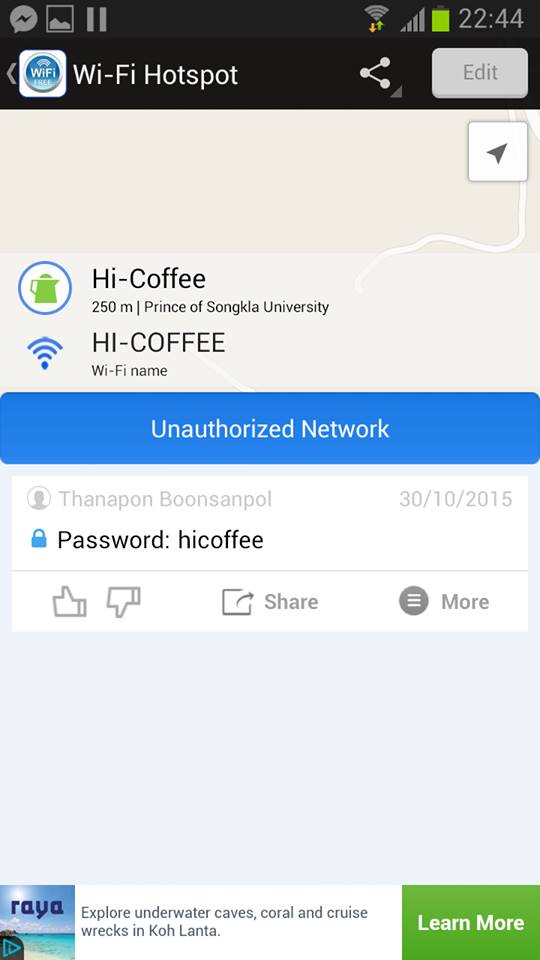 22:44
WiFi
FREE
Wi-Fi Hotspot
Edit
Hi-Coffee
250 m | Prince of Songkla University
HI-COFFEE
Wi-Fi name
Unauthorized Network
Thanapon Boonsanpol 30/10/2015
Password: hicoffee
Share
More
raya
Explore underwater caves, coral and cruise
wrecks in Koh Lanta.
Learn More